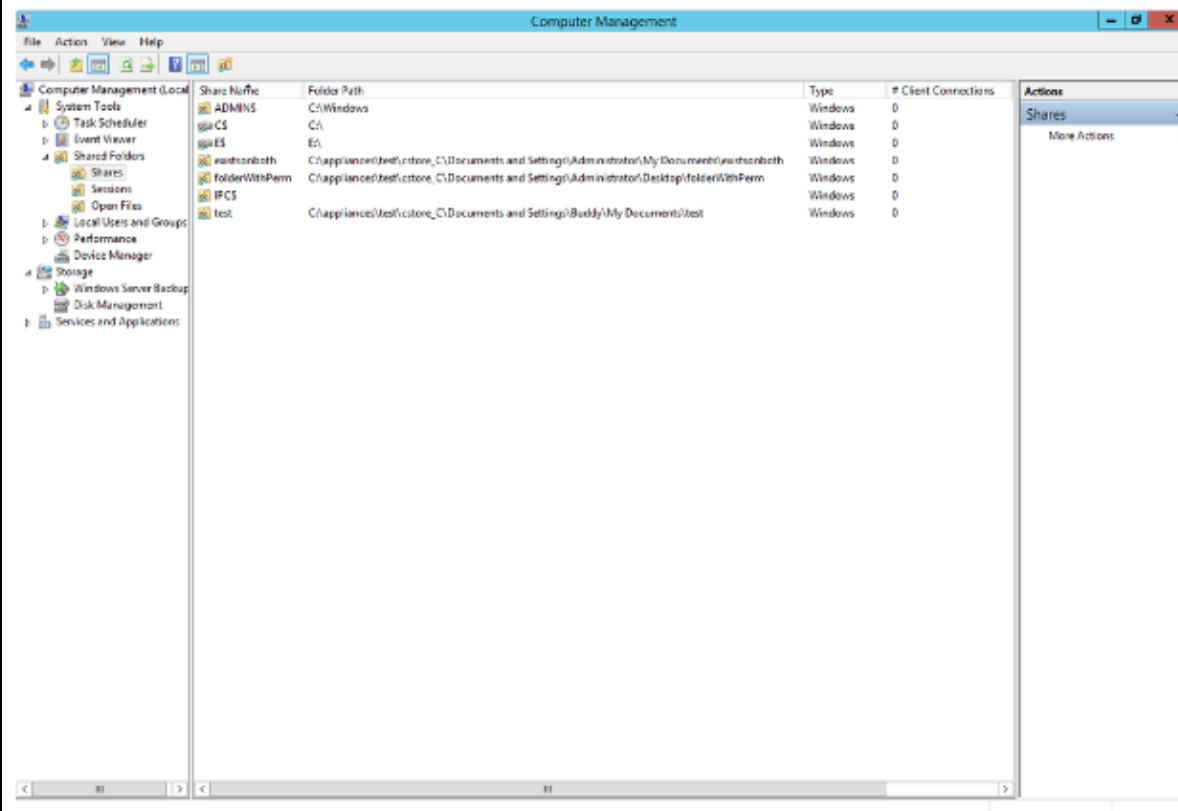 Computer Management
File Action View Help
Computer Management (Local
System Tools
Task Scheduler
Event Viewer
Shared Folders
Shares
Sessions
Open Files
Local Users and Groups
Performance
Device Manager
Storage
Windows Server Backup
Disk Management
Services and Applications
Share Name Folder Path Type # Client Connections
ADMIN$ C:\Windows Windows 0
C$ C:\ Windows 0
E$ E:\ Windows 0
existsonboth C:\appliances\test\cstore_C\Documents and Settings\Administrator\My Documents\existsonboth Windows 0
folderWithPerm C:\appliances\test\cstore_C\Documents and Settings\Administrator\Desktop\folderWithPerm Windows 0
IPC$ Windows 0
test C:\appliances\test\cstore_C\Documents and Settings\Buddy\My Documents\test Windows 0
Actions
Shares
More Actions